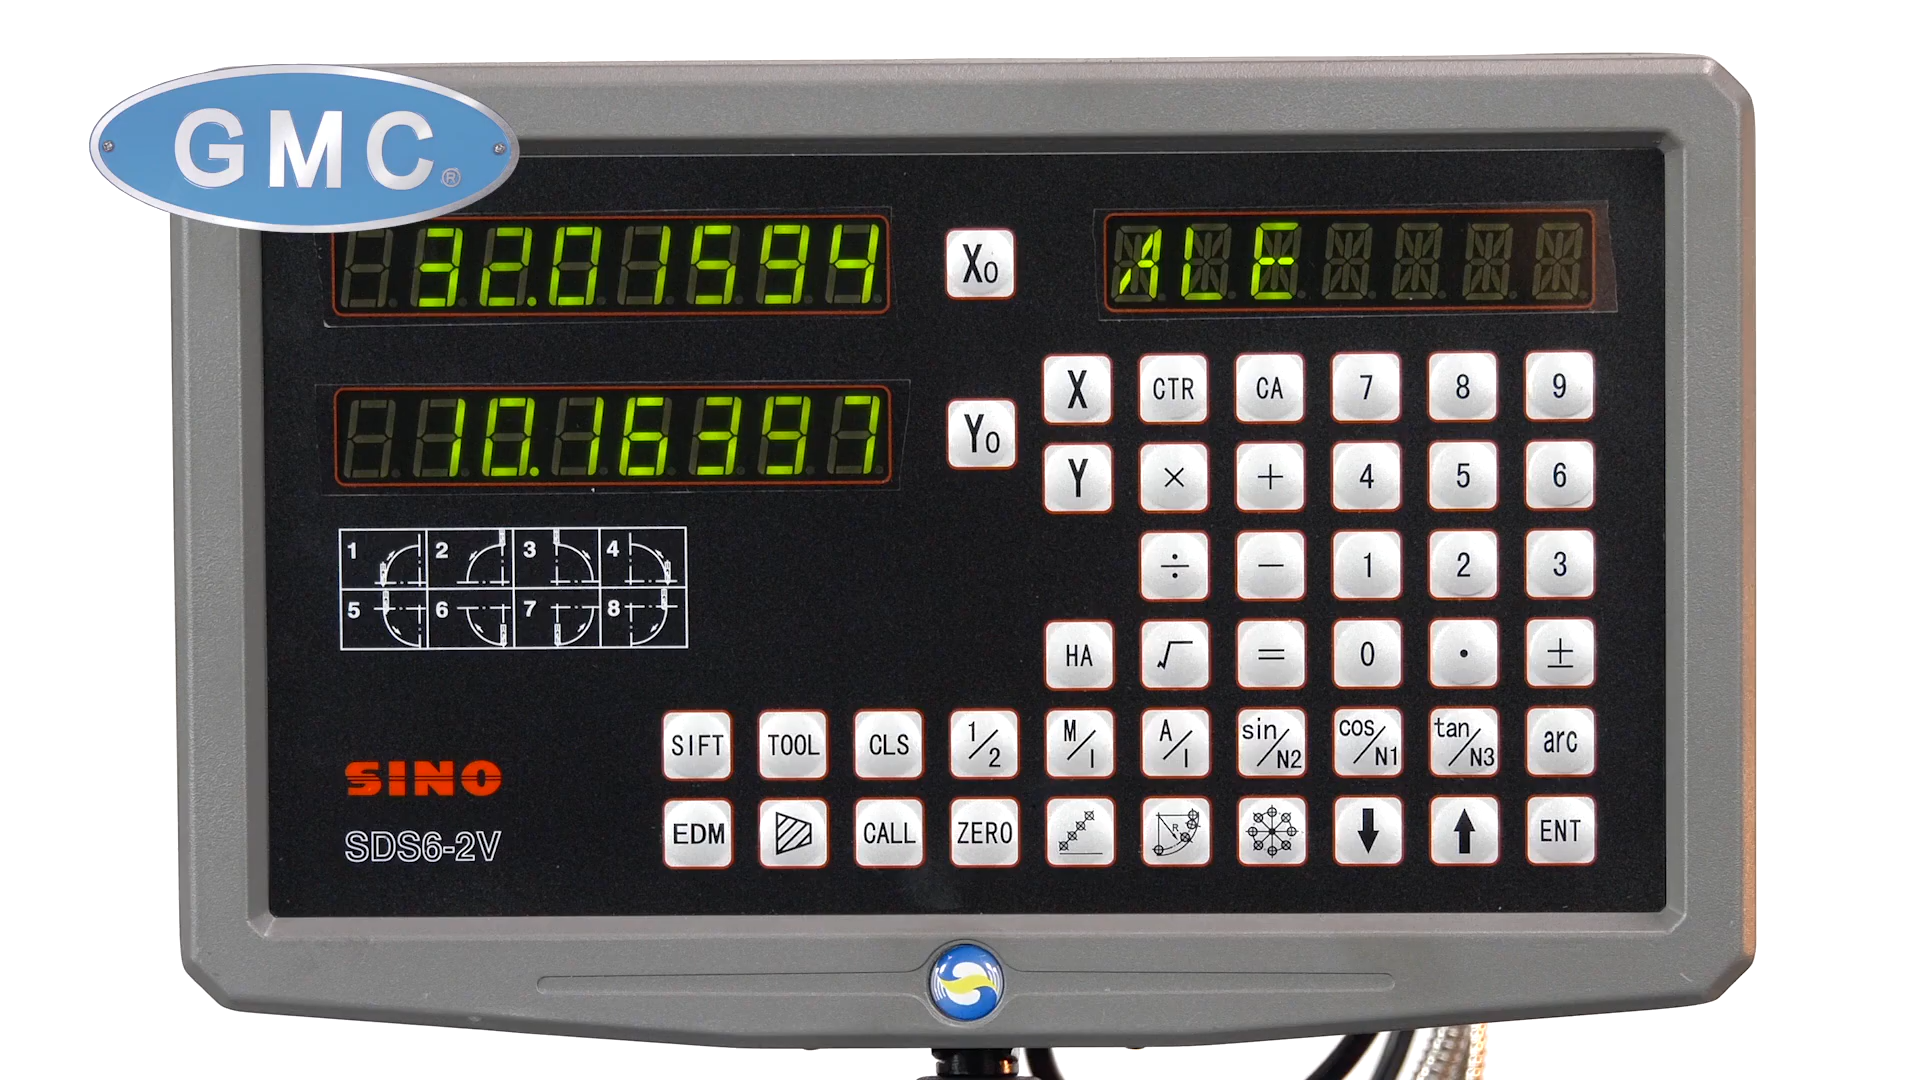 GMC®
32.01594 X0 ALE
10.16397 Y0
X CTR CA 7 8 9
Y × + 4 5 6
÷ − 1 2 3
HA √ = 0 • ±
1 2 3 4
5 6 7 8
SIFT TOOL CLS 1/2 M/I A/I sin/N2 cos/N1 tan/N3 arc
EDM CALL ZERO R ↓ ↑ ENT
SINO
SDS6-2V